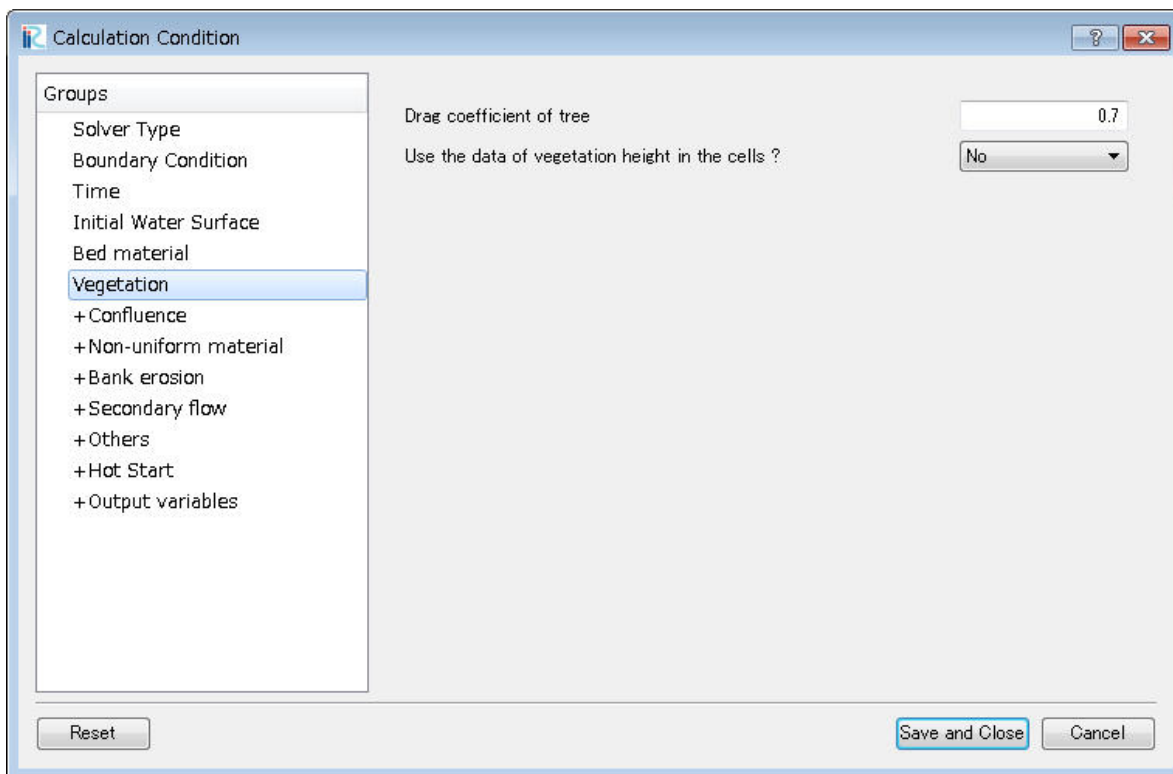 iRIC Calculation Condition
Groups
Solver Type
Boundary Condition
Time
Initial Water Surface
Bed material
Vegetation
+Confluence
+Non-uniform material
+Bank erosion
+Secondary flow
+Others
+Hot Start
+Output variables
Drag coefficient of tree 0.7
Use the data of vegetation height in the cells ? No
Reset Save and Close Cancel